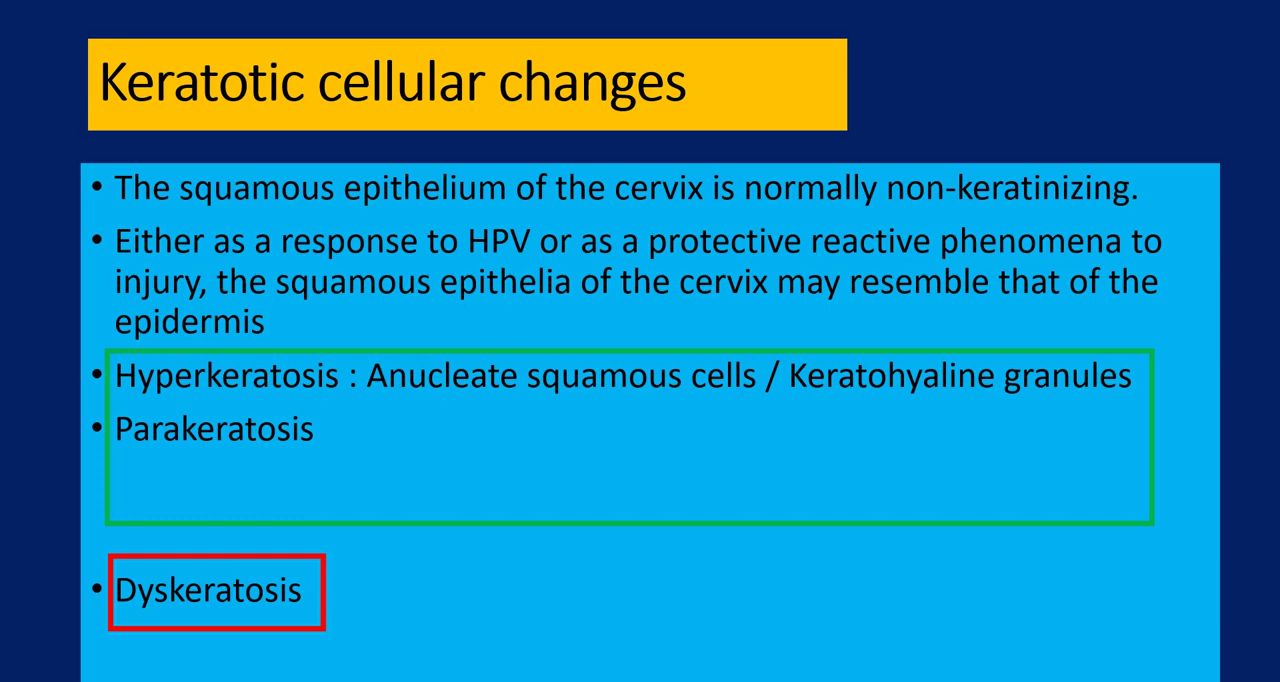 Keratotic cellular changes
• The squamous epithelium of the cervix is normally non-keratinizing.
• Either as a response to HPV or as a protective reactive phenomena to
injury, the squamous epithelia of the cervix may resemble that of the
epidermis
• Hyperkeratosis : Anucleate squamous cells / Keratohyaline granules
• Parakeratosis
• Dyskeratosis